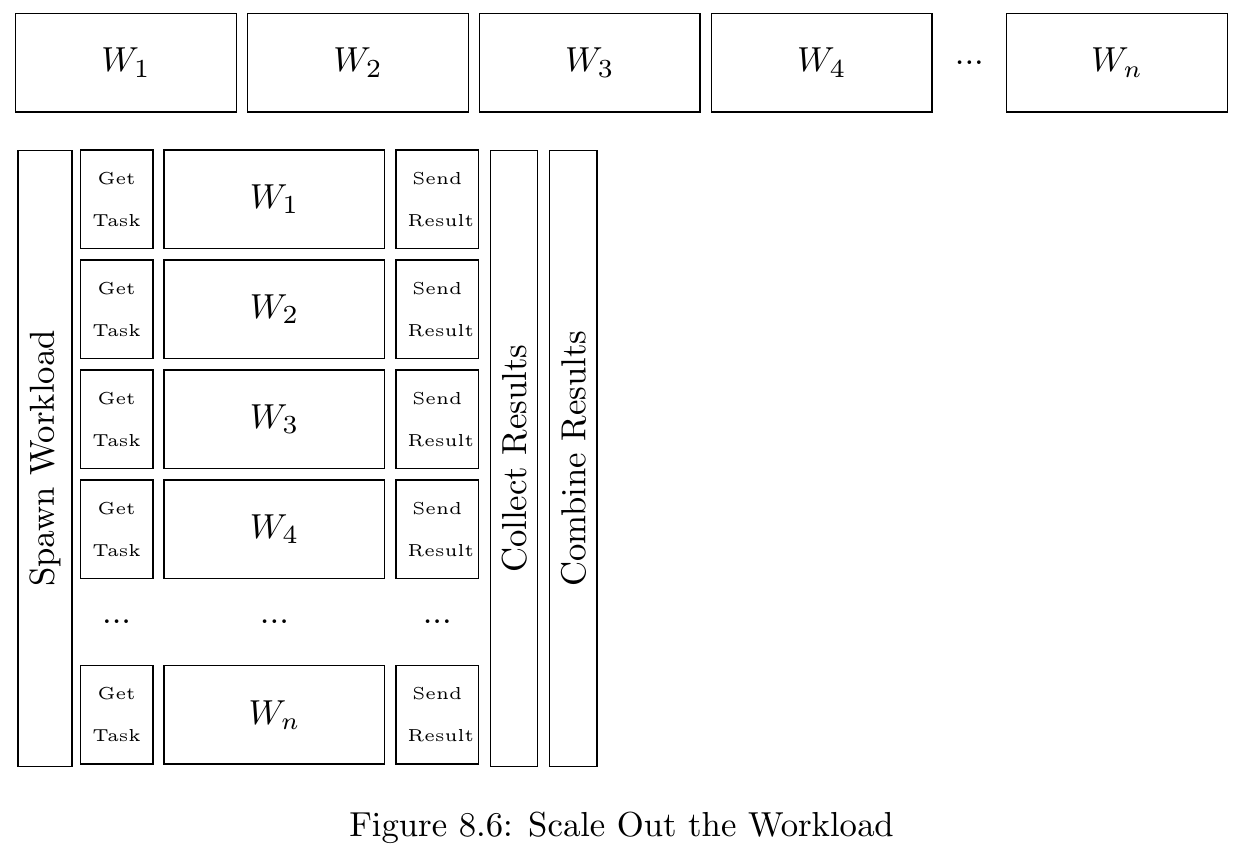 W1 W2 W3 W4 ... Wn
Spawn Workload
Get
Task
W1
Send
Result
Get
Task
W2
Send
Result
Get
Task
W3
Send
Result
Get
Task
W4
Send
Result
... ... ...
Get
Task
Wn
Send
Result
Collect Results
Combine Results
Figure 8.6: Scale Out the Workload